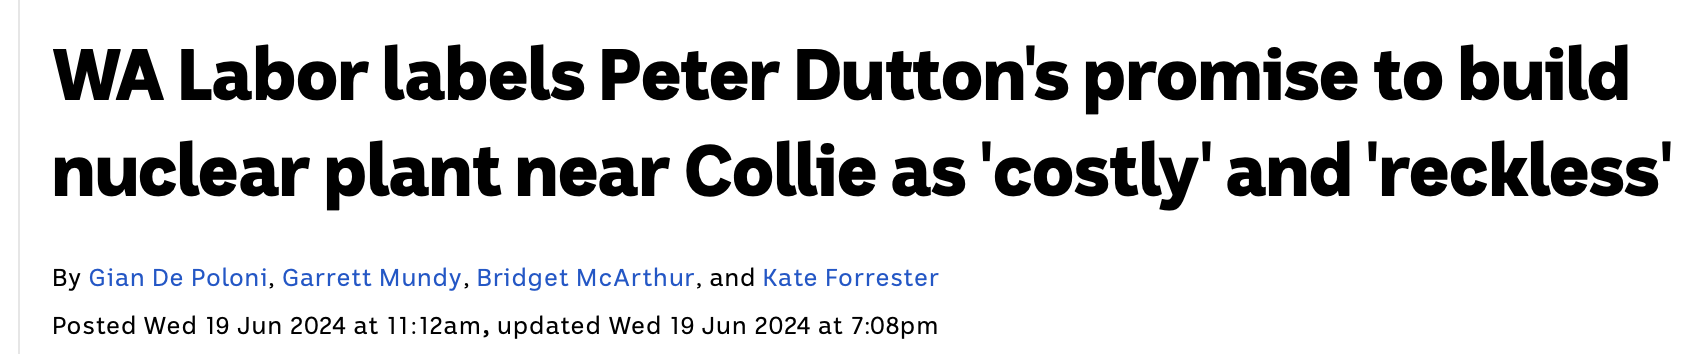 WA Labor labels Peter Dutton's promise to build
nuclear plant near Collie as 'costly' and 'reckless'
By Gian De Poloni, Garrett Mundy, Bridget McArthur, and Kate Forrester
Posted Wed 19 Jun 2024 at 11:12am, updated Wed 19 Jun 2024 at 7:08pm